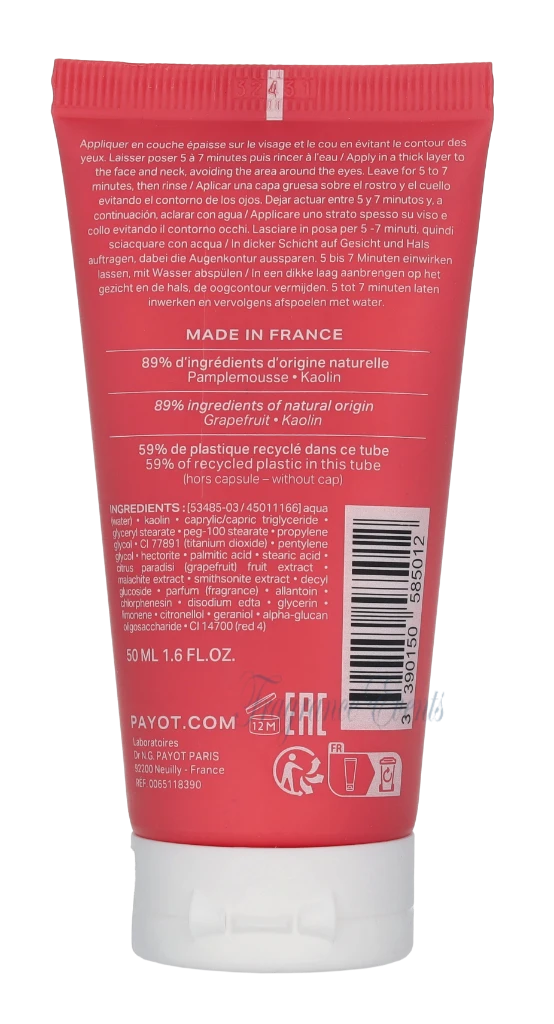 Appliquer en couche épaisse sur le visage et le cou en évitant le contour des
yeux. Laisser poser 5 à 7 minutes puis rincer à l'eau / Apply in a thick layer to
the face and neck, avoiding the area around the eyes. Leave for 5 to 7
minutes, then rinse / Aplicar una capa gruesa sobre el rostro y el cuello
evitando el contorno de los ojos. Dejar actuar entre 5 y 7 minutos y, a
continuación, aclarar con agua / Applicare uno strato spesso su viso e
collo evitando il contorno occhi. Lasciare in posa per 5 -7 minuti, quindi
sciacquare con acqua / In dicker Schicht auf Gesicht und Hals
auftragen, dabei die Augenkontur aussparen. 5 bis 7 Minuten einwirken
lassen, mit Wasser abspülen / In een dikke laag aanbrengen op het
gezicht en de hals, de oogcontour vermijden. 5 tot 7 minuten laten
inwerken en vervolgens afspoelen met water.
MADE IN FRANCE
89% d'ingrédients d'origine naturelle
Pamplemousse • Kaolin
89% ingredients of natural origin
Grapefruit • Kaolin
59% de plastique recyclé dans ce tube
59% of recycled plastic in this tube
(hors capsule – without cap)
INGREDIENTS : [53485-03 / 45011166] aqua
(water) • kaolin • caprylic/capric triglyceride •
glyceryl stearate • peg-100 stearate • propylene
glycol • CI 77891 (titanium dioxide) • pentylene
glycol • hectorite • palmitic acid • stearic acid •
citrus paradisi (grapefruit) fruit extract •
malachite extract • smithsonite extract • decyl
glucoside • parfum (fragrance) • allantoin •
chlorphenesin • disodium edta • glycerin •
limonene • citronellol • geraniol • alpha-glucan
oligosaccharide • CI 14700 (red 4)
3 390150 585012
50 ML 1.6 FL.OZ.
Fragrance Events
PAYOT.COM
12 M
EAC
Laboratoires
Dr N.G. PAYOT PARIS
92200 Neuilly - France
REF. 0065118390
FR